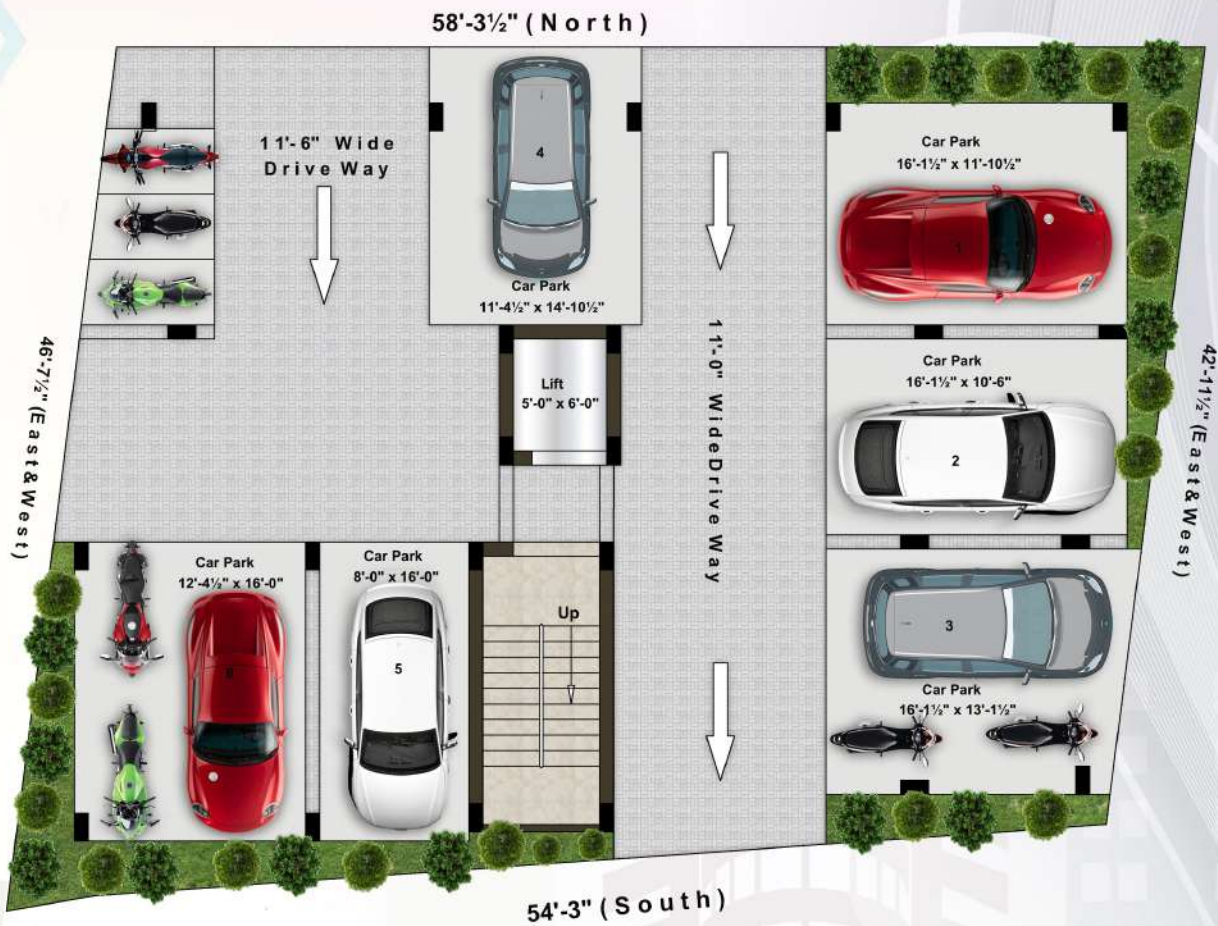 58'-3½" (North)
11'-6" Wide
Drive Way
4
Car Park
11'-4½" x 14'-10½"
Car Park
16'-1½" x 11'-10½"
1
Lift
5'-0" x 6'-0"
11'-0" Wide Drive Way
Car Park
16'-1½" x 10'-6"
2
46'-7½" (East&West)
42'-11½" (East&West)
Car Park
12'-4½" x 16'-0"
6
Car Park
8'-0" x 16'-0"
5
Up
3
Car Park
16'-1½" x 13'-1½"
54'-3" (South)